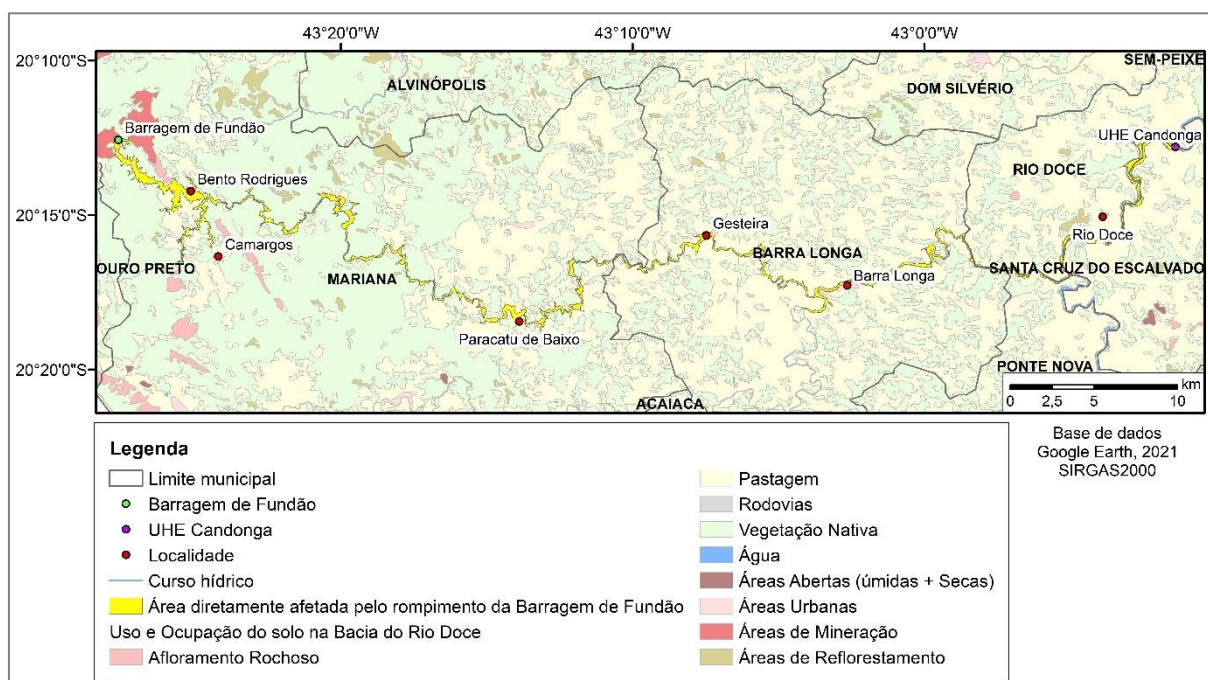 43°20'0"W 43°10'0"W 43°0'0"W
20°10'0"S
SEM-PEIXE
ALVINÓPOLIS
DOM SILVÉRIO
Barragem de Fundão
UHE Candonga
RIO DOCE
Bento Rodrigues
20°15'0"S
Gesteira
Rio Doce
Camargos
BARRA LONGA
OURO PRETO
MARIANA
SANTA CRUZ DO ESCALVADO
Barra Longa
Paracatu de Baixo
20°20'0"S
PONTE NOVA
km
0 2,5 5 10
ACAIACA
Base de dados
Google Earth, 2021
SIRGAS2000
Legenda
Limite municipal
Barragem de Fundão
UHE Candonga
Localidade
Curso hídrico
Área diretamente afetada pelo rompimento da Barragem de Fundão
Uso e Ocupação do solo na Bacia do Rio Doce
Afloramento Rochoso
Pastagem
Rodovias
Vegetação Nativa
Água
Áreas Abertas (úmidas + Secas)
Áreas Urbanas
Áreas de Mineração
Áreas de Reflorestamento